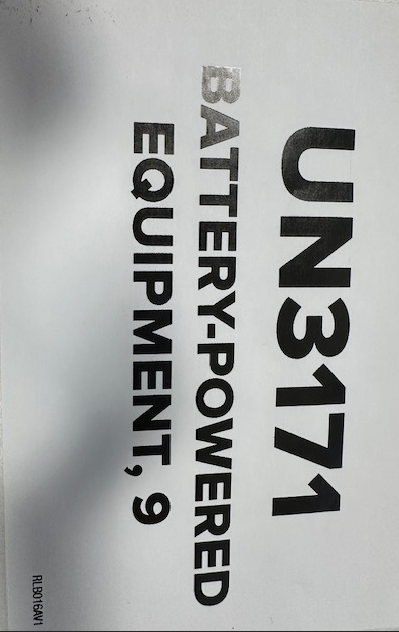 UN3171
BATTERY-POWERED
EQUIPMENT, 9
RLB016AV1